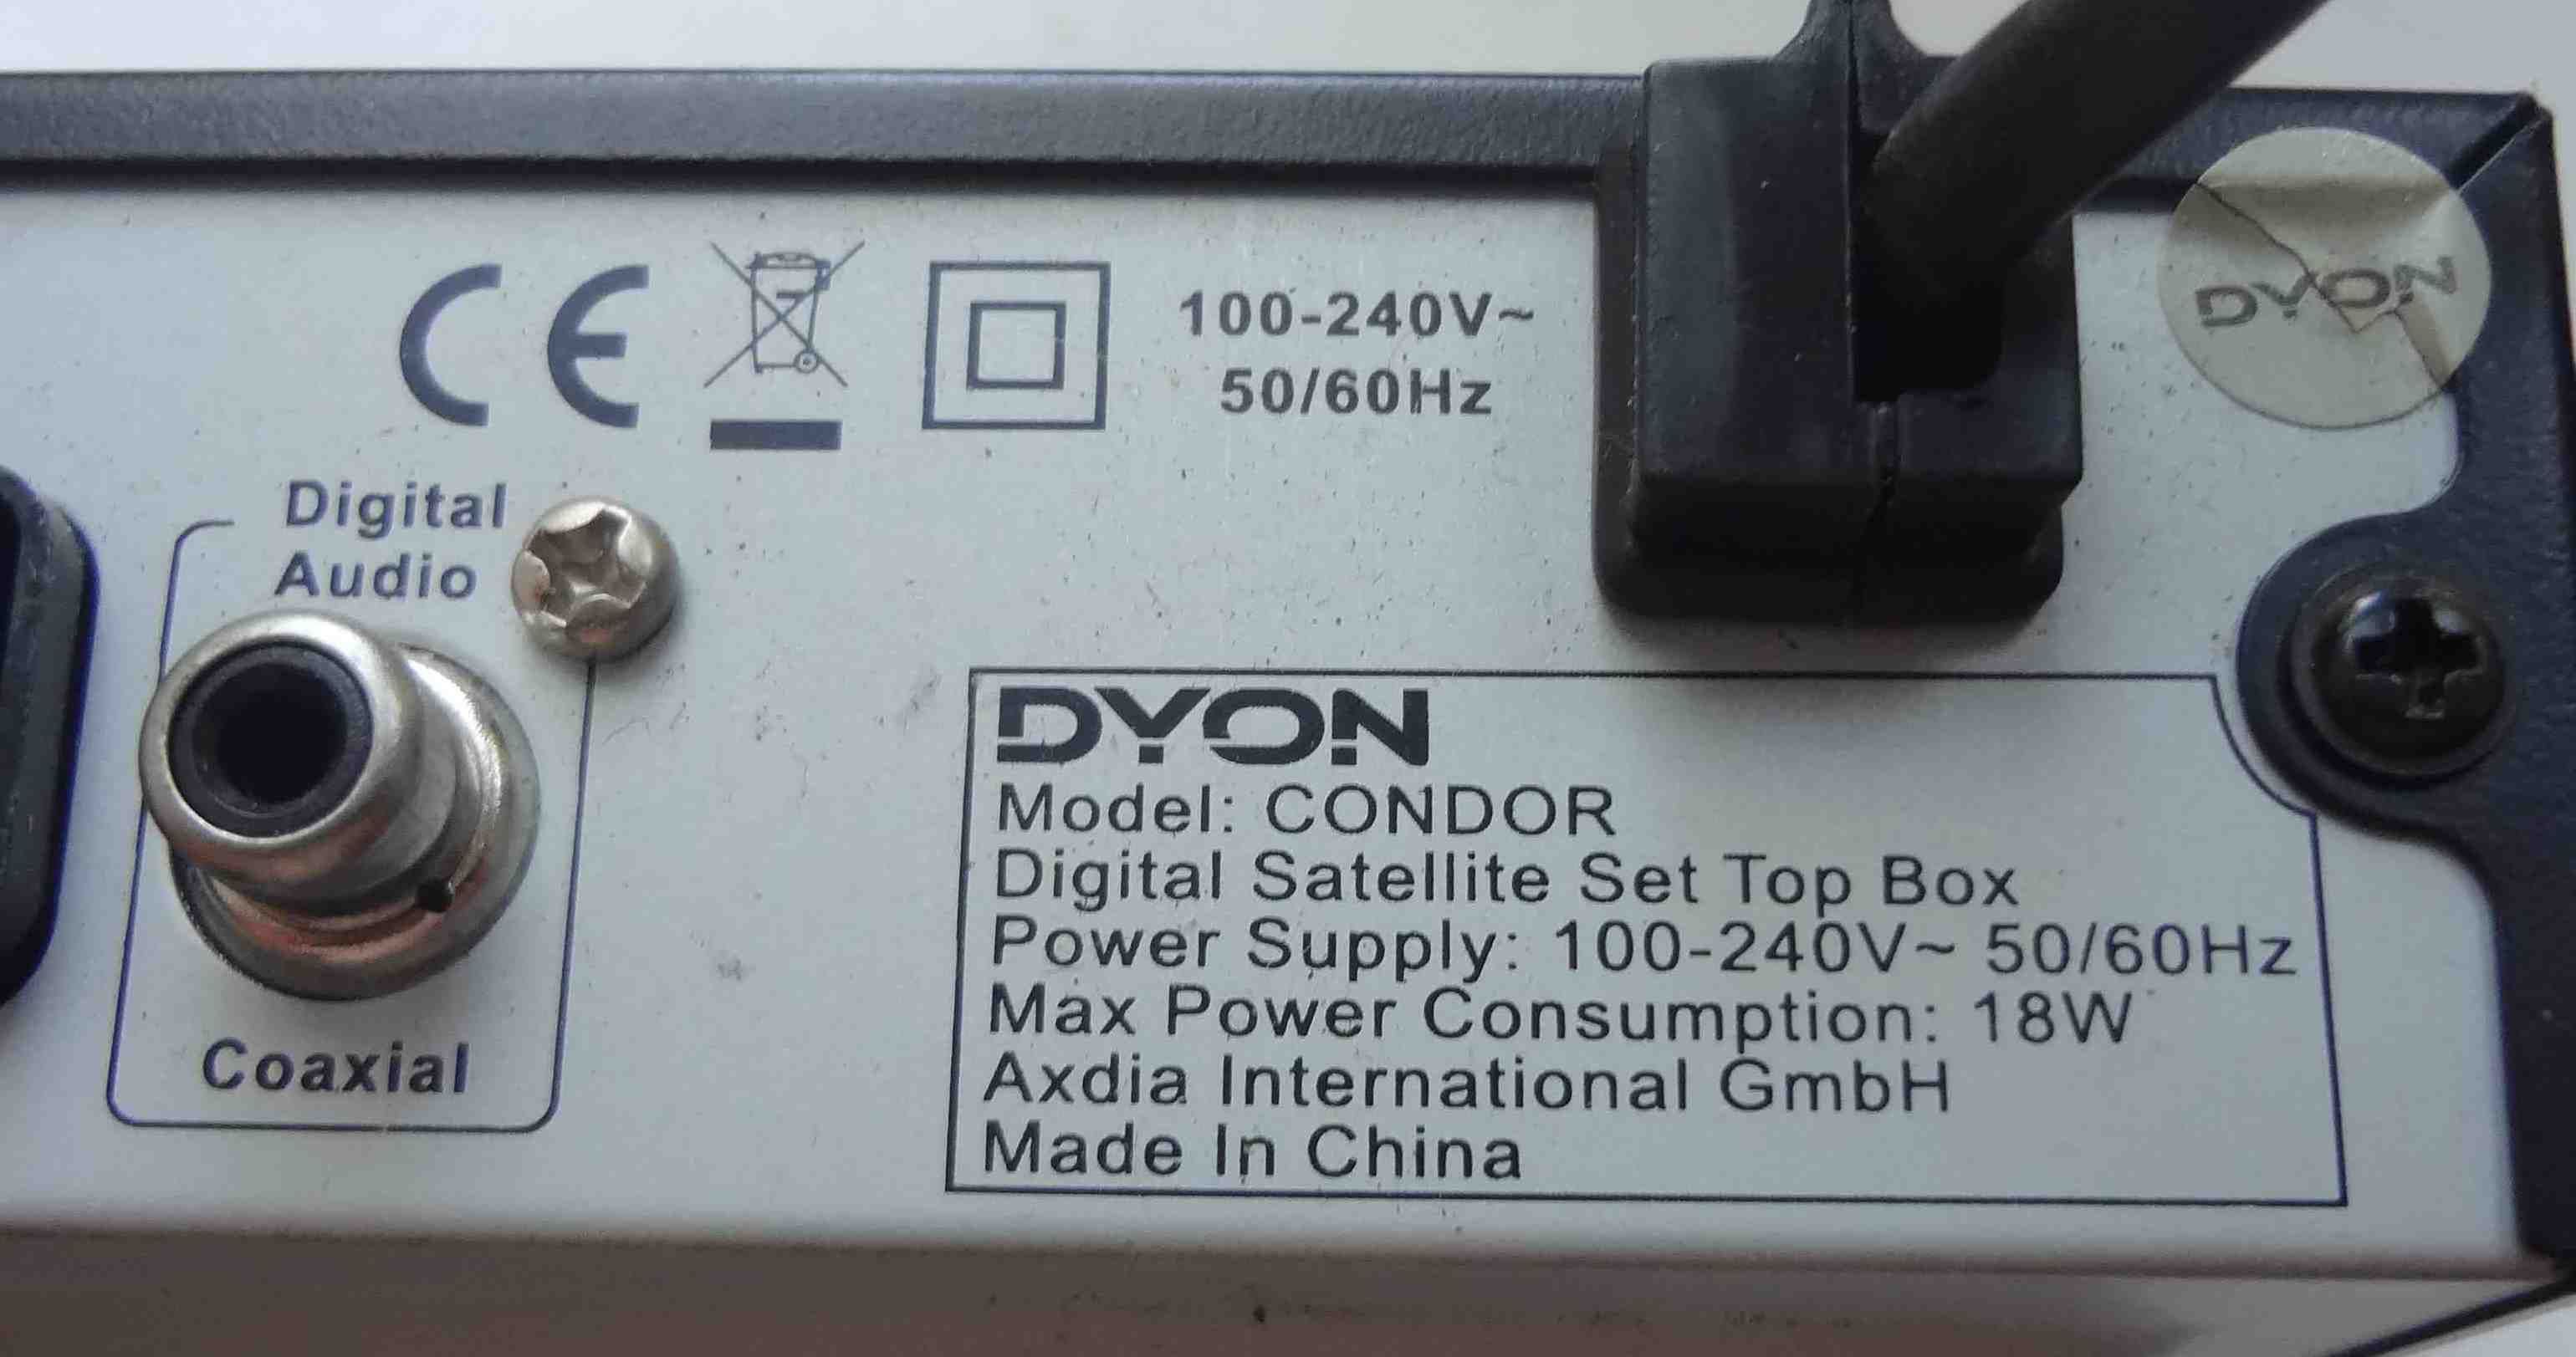 CE
100-240V~
50/60Hz
DYON
Digital
Audio
Coaxial
DYON
Model: CONDOR
Digital Satellite Set Top Box
Power Supply: 100-240V~ 50/60Hz
Max Power Consumption: 18W
Axdia International GmbH
Made In China